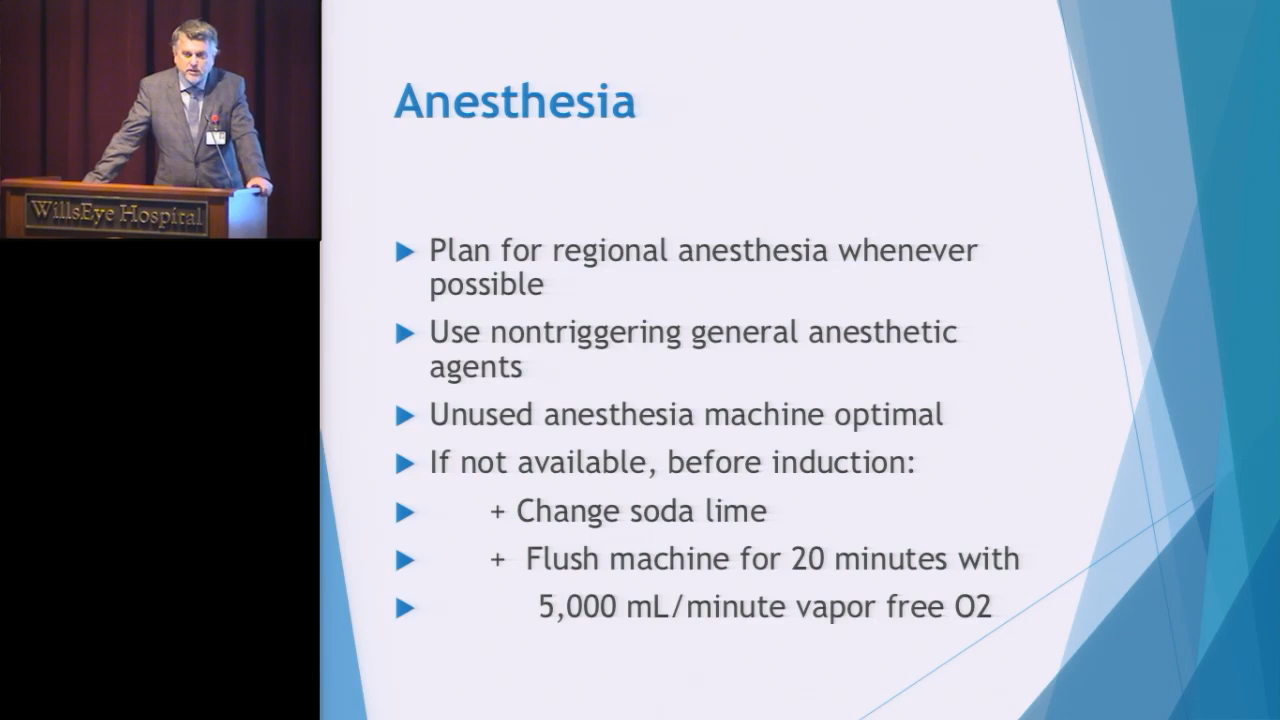 WillsEye Hospital
Anesthesia
Plan for regional anesthesia whenever
possible
Use nontriggering general anesthetic
agents
Unused anesthesia machine optimal
If not available, before induction:
+ Change soda lime
+ Flush machine for 20 minutes with
5,000 mL/minute vapor free O2